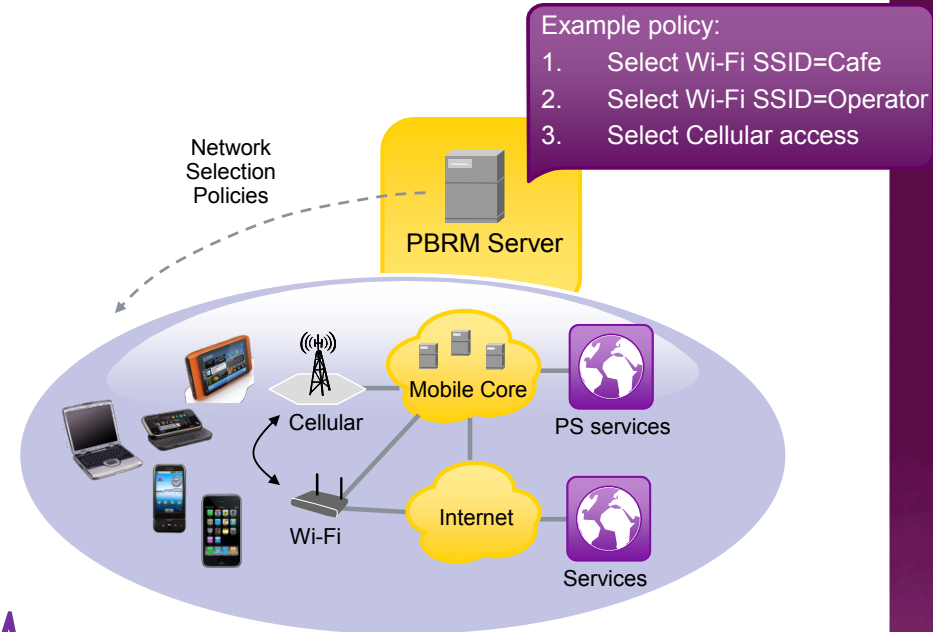 Example policy:
1. Select Wi-Fi SSID=Cafe
2. Select Wi-Fi SSID=Operator
3. Select Cellular access
Network
Selection
Policies
PBRM Server
Mobile Core
Cellular
PS services
Wi-Fi
Internet
Services